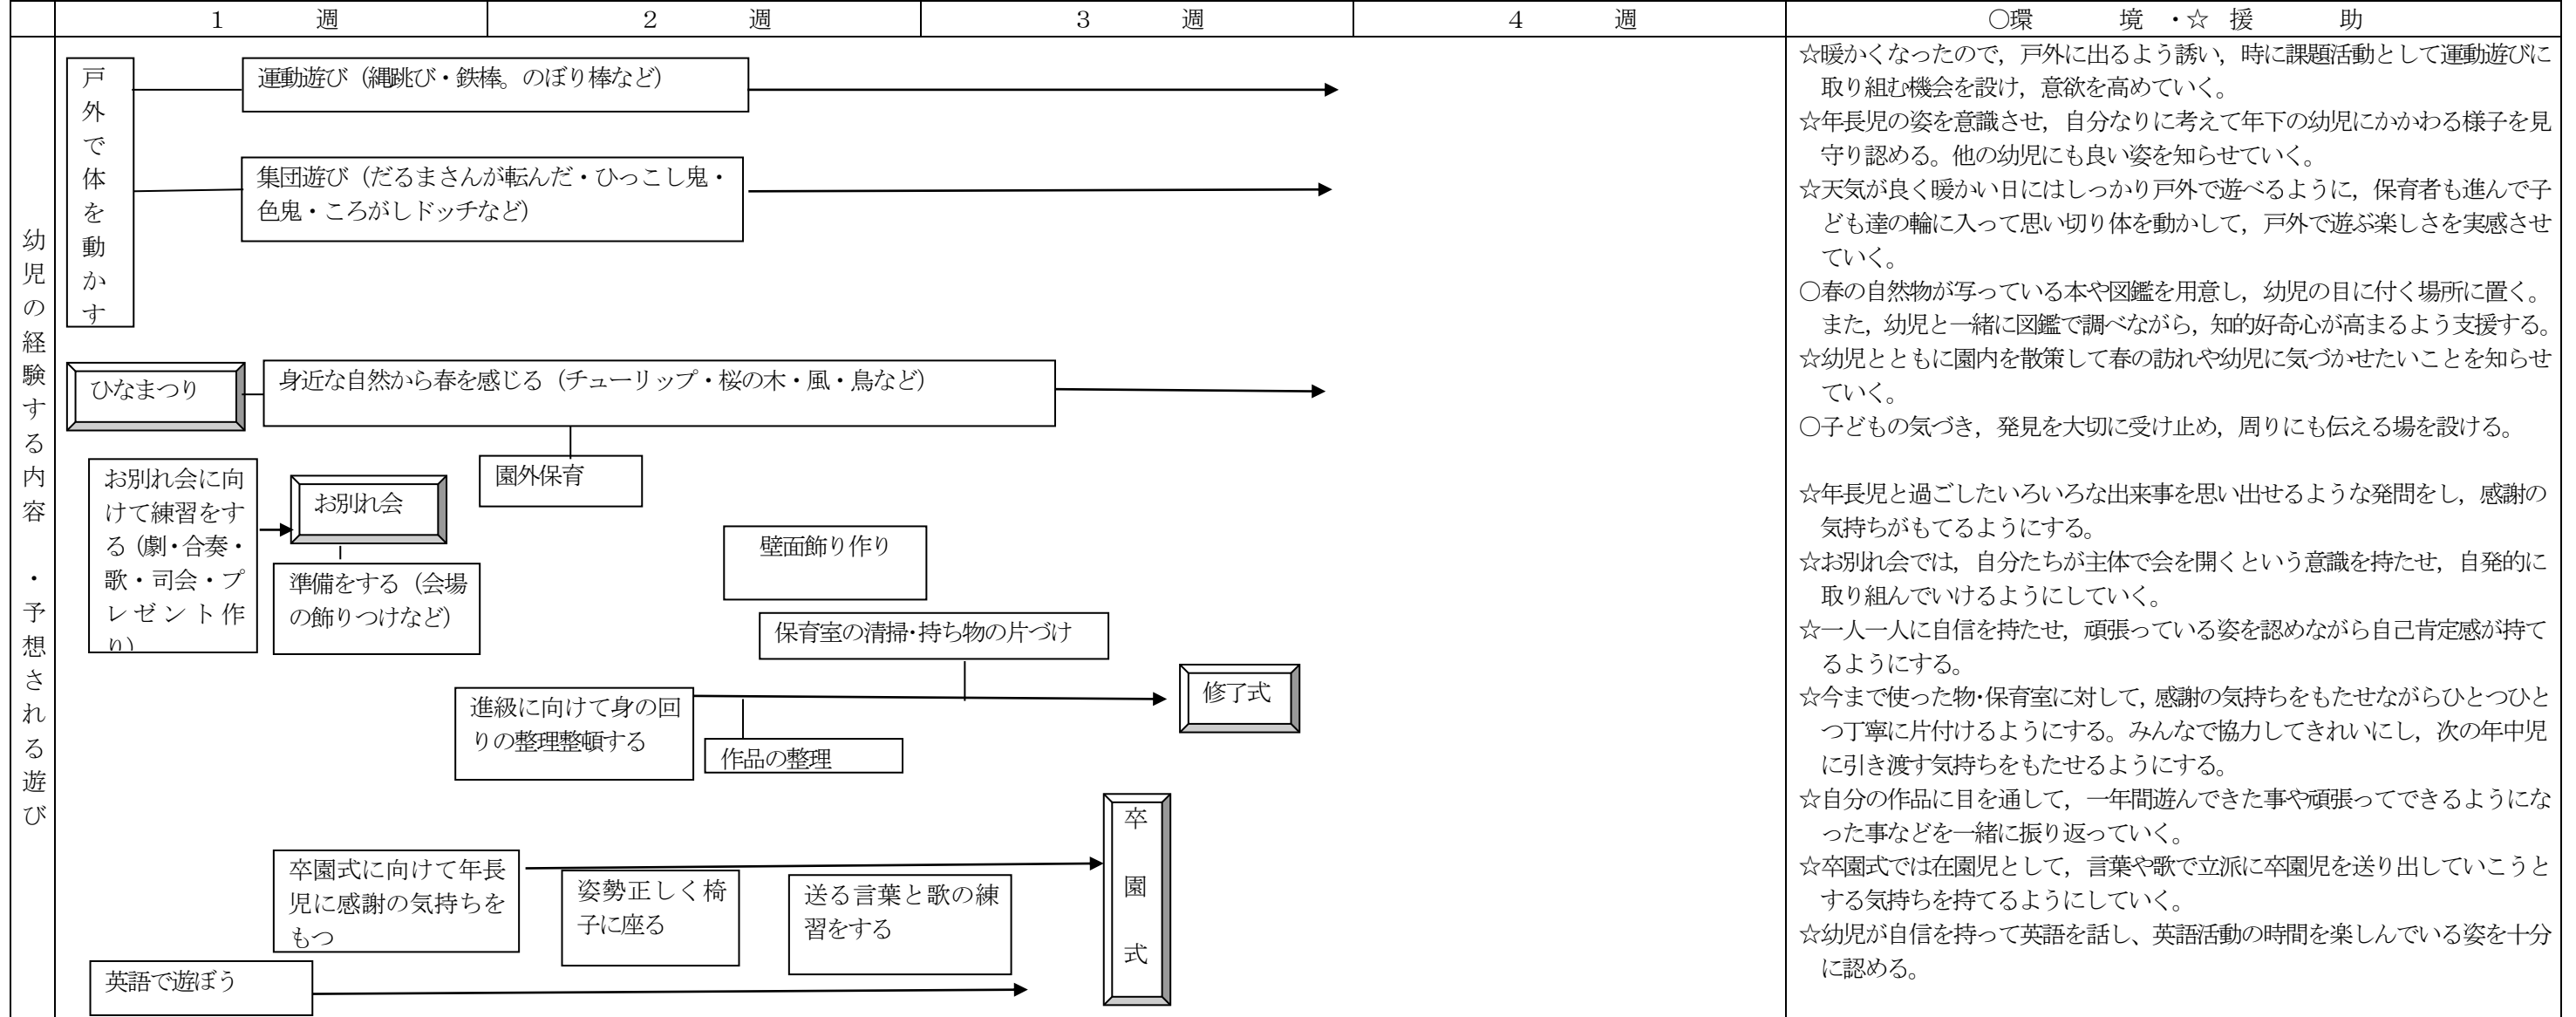 １　週
２　週
３　週
４　週
○環　境・☆援　助
幼児の経験する内容　・予想される遊び
戸外で体を動かす
運動遊び（縄跳び・鉄棒。のぼり棒など）
集団遊び（だるまさんが転んだ・ひっこし鬼・
色鬼・ころがしドッチなど）
ひなまつり
身近な自然から春を感じる（チューリップ・桜の木・風・鳥など）
園外保育
お別れ会に向
けて練習をす
る（劇・合奏・
歌・司会・プ
レゼント作
り）
お別れ会
準備をする（会場
の飾りつけなど）
壁面飾り作り
保育室の清掃・持ち物の片づけ
進級に向けて身の回
りの整理整頓する
作品の整理
修了式
卒園式に向けて年長
児に感謝の気持ちを
もつ
姿勢正しく椅
子に座る
送る言葉と歌の練
習をする
卒園式
英語で遊ぼう
☆暖かくなったので，戸外に出るよう誘い，時に課題活動として運動遊びに
取り組む機会を設け，意欲を高めていく。
☆年長児の姿を意識させ，自分なりに考えて年下の幼児にかかわる様子を見
守り認める。他の幼児にも良い姿を知らせていく。
☆天気が良く暖かい日にはしっかり戸外で遊べるように，保育者も進んで子
ども達の輪に入って思い切り体を動かして，戸外で遊ぶ楽しさを実感させ
ていく。
○春の自然物が写っている本や図鑑を用意し，幼児の目に付く場所に置く。
また，幼児と一緒に図鑑で調べながら，知的好奇心が高まるよう支援する。
☆幼児とともに園内を散策して春の訪れや幼児に気づかせたいことを知らせ
ていく。
○子どもの気づき，発見を大切に受け止め，周りにも伝える場を設ける。
☆年長児と過ごしたいろいろな出来事を思い出せるような発問をし，感謝の
気持ちがもてるようにする。
☆お別れ会では，自分たちが主体で会を開くという意識を持たせ，自発的に
取り組んでいけるようにしていく。
☆一人一人に自信を持たせ，頑張っている姿を認めながら自己肯定感が持て
るようにする。
☆今まで使った物・保育室に対して，感謝の気持ちをもたせながらひとつひと
つ丁寧に片付けるようにする。みんなで協力してきれいにし，次の年中児
に引き渡す気持ちをもたせるようにする。
☆自分の作品に目を通して，一年間遊んできた事や頑張ってできるようにな
った事などを一緒に振り返っていく。
☆卒園式では在園児として，言葉や歌で立派に卒園児を送り出していこうと
する気持ちを持てるようにしていく。
☆幼児が自信を持って英語を話し、英語活動の時間を楽しんでいる姿を十分
に認める。